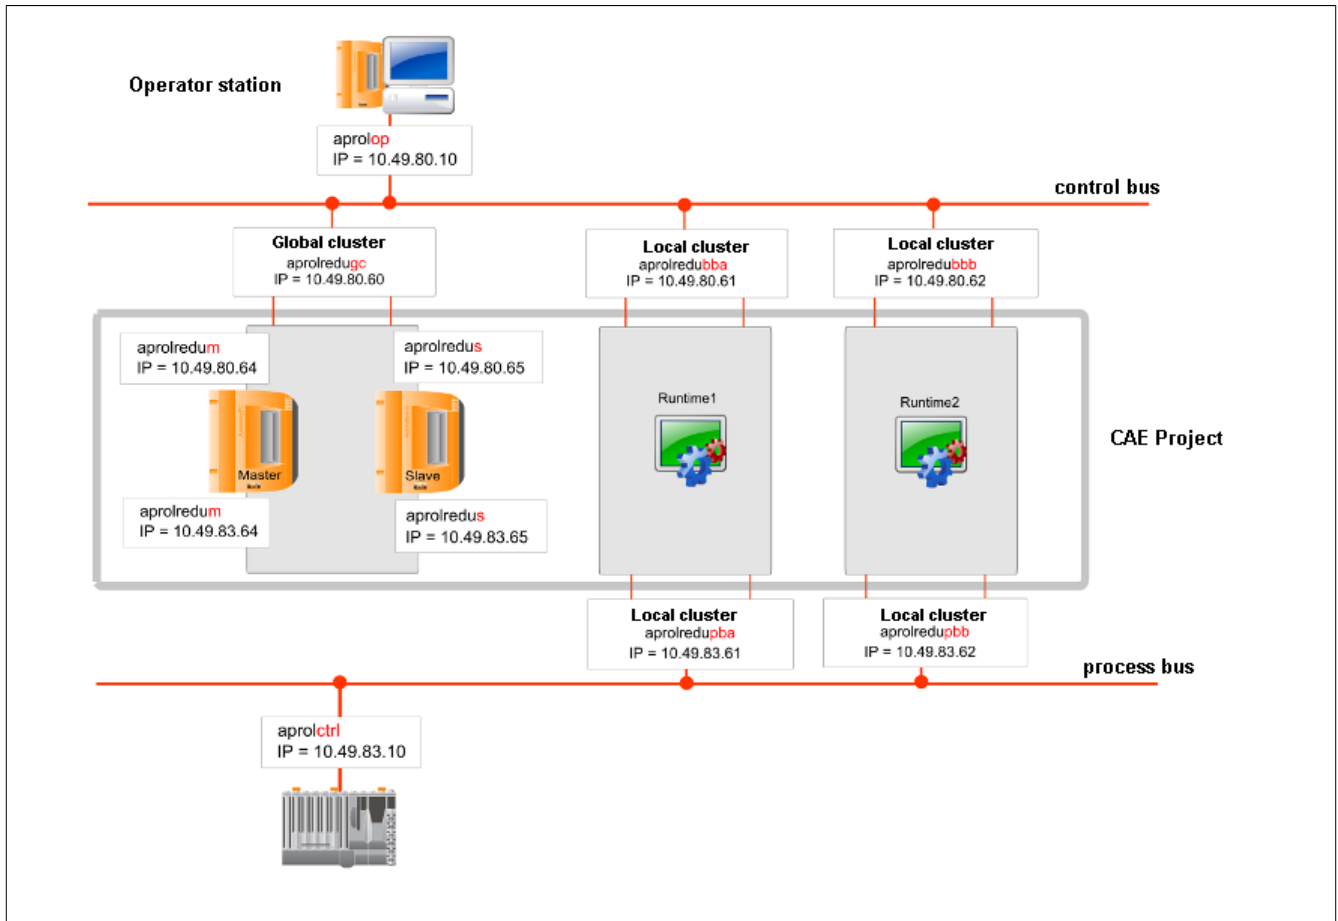 Operator station
aprolop
IP = 10.49.80.10
control bus
Global cluster
aprolredugc
IP = 10.49.80.60
Local cluster
aprolredubba
IP = 10.49.80.61
Local cluster
aprolredubbb
IP = 10.49.80.62
aprolredum
IP = 10.49.80.64
aprolredus
IP = 10.49.80.65
Master
Slave
aprolredum
IP = 10.49.83.64
aprolredus
IP = 10.49.83.65
Runtime1
Runtime2
CAE Project
Local cluster
aprolredupba
IP = 10.49.83.61
Local cluster
aprolredupbb
IP = 10.49.83.62
process bus
aprolctrl
IP = 10.49.83.10